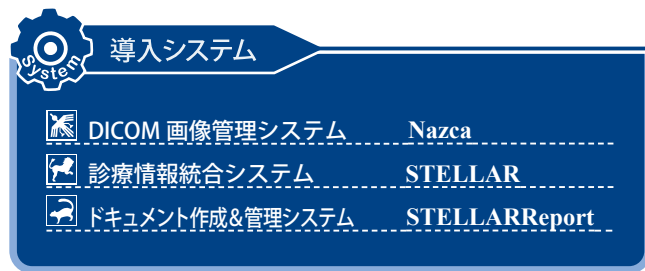 System
導入システム
DICOM 画像管理システム Nazca
診療情報統合システム STELLAR
ドキュメント作成&管理システム STELLARReport